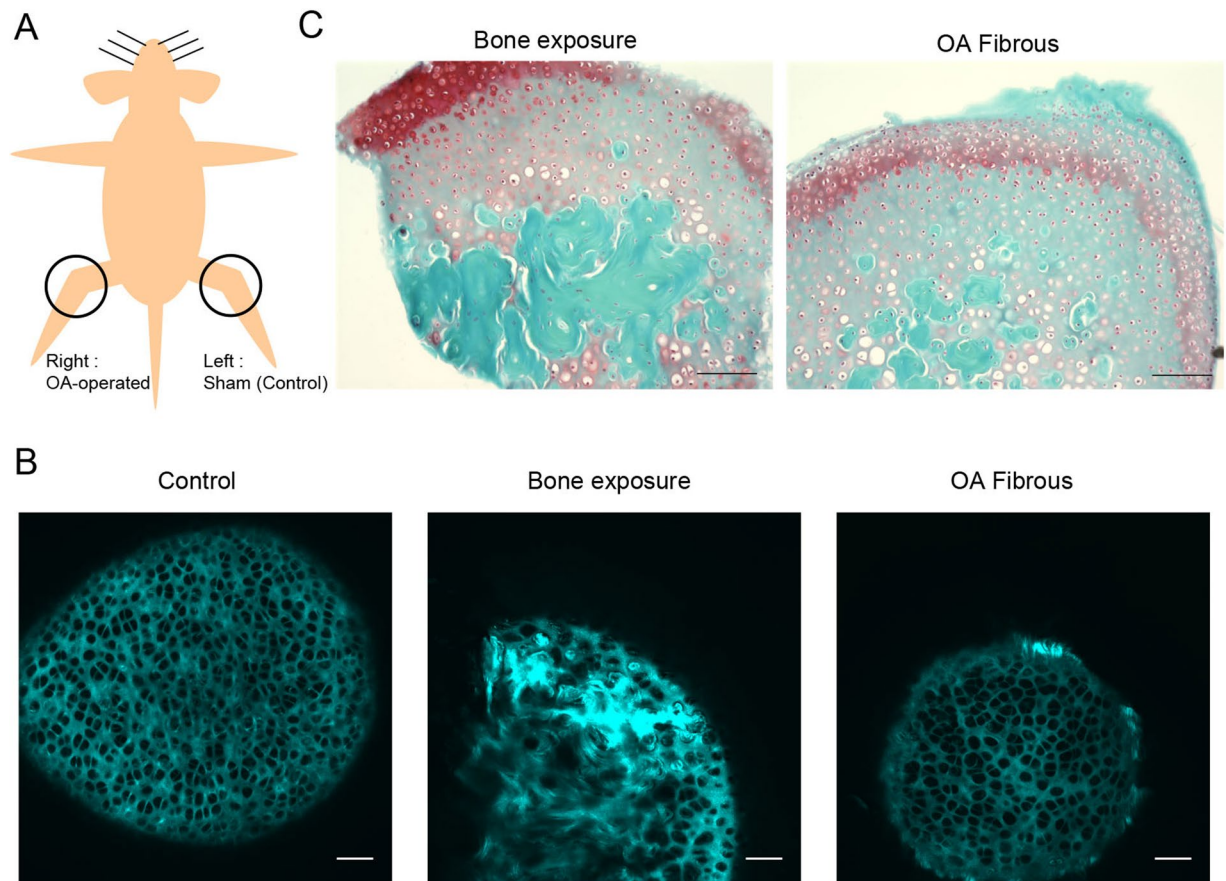 A
Right :
OA-operated
Left :
Sham (Control)
C
Bone exposure
OA Fibrous
B
Control
Bone exposure
OA Fibrous